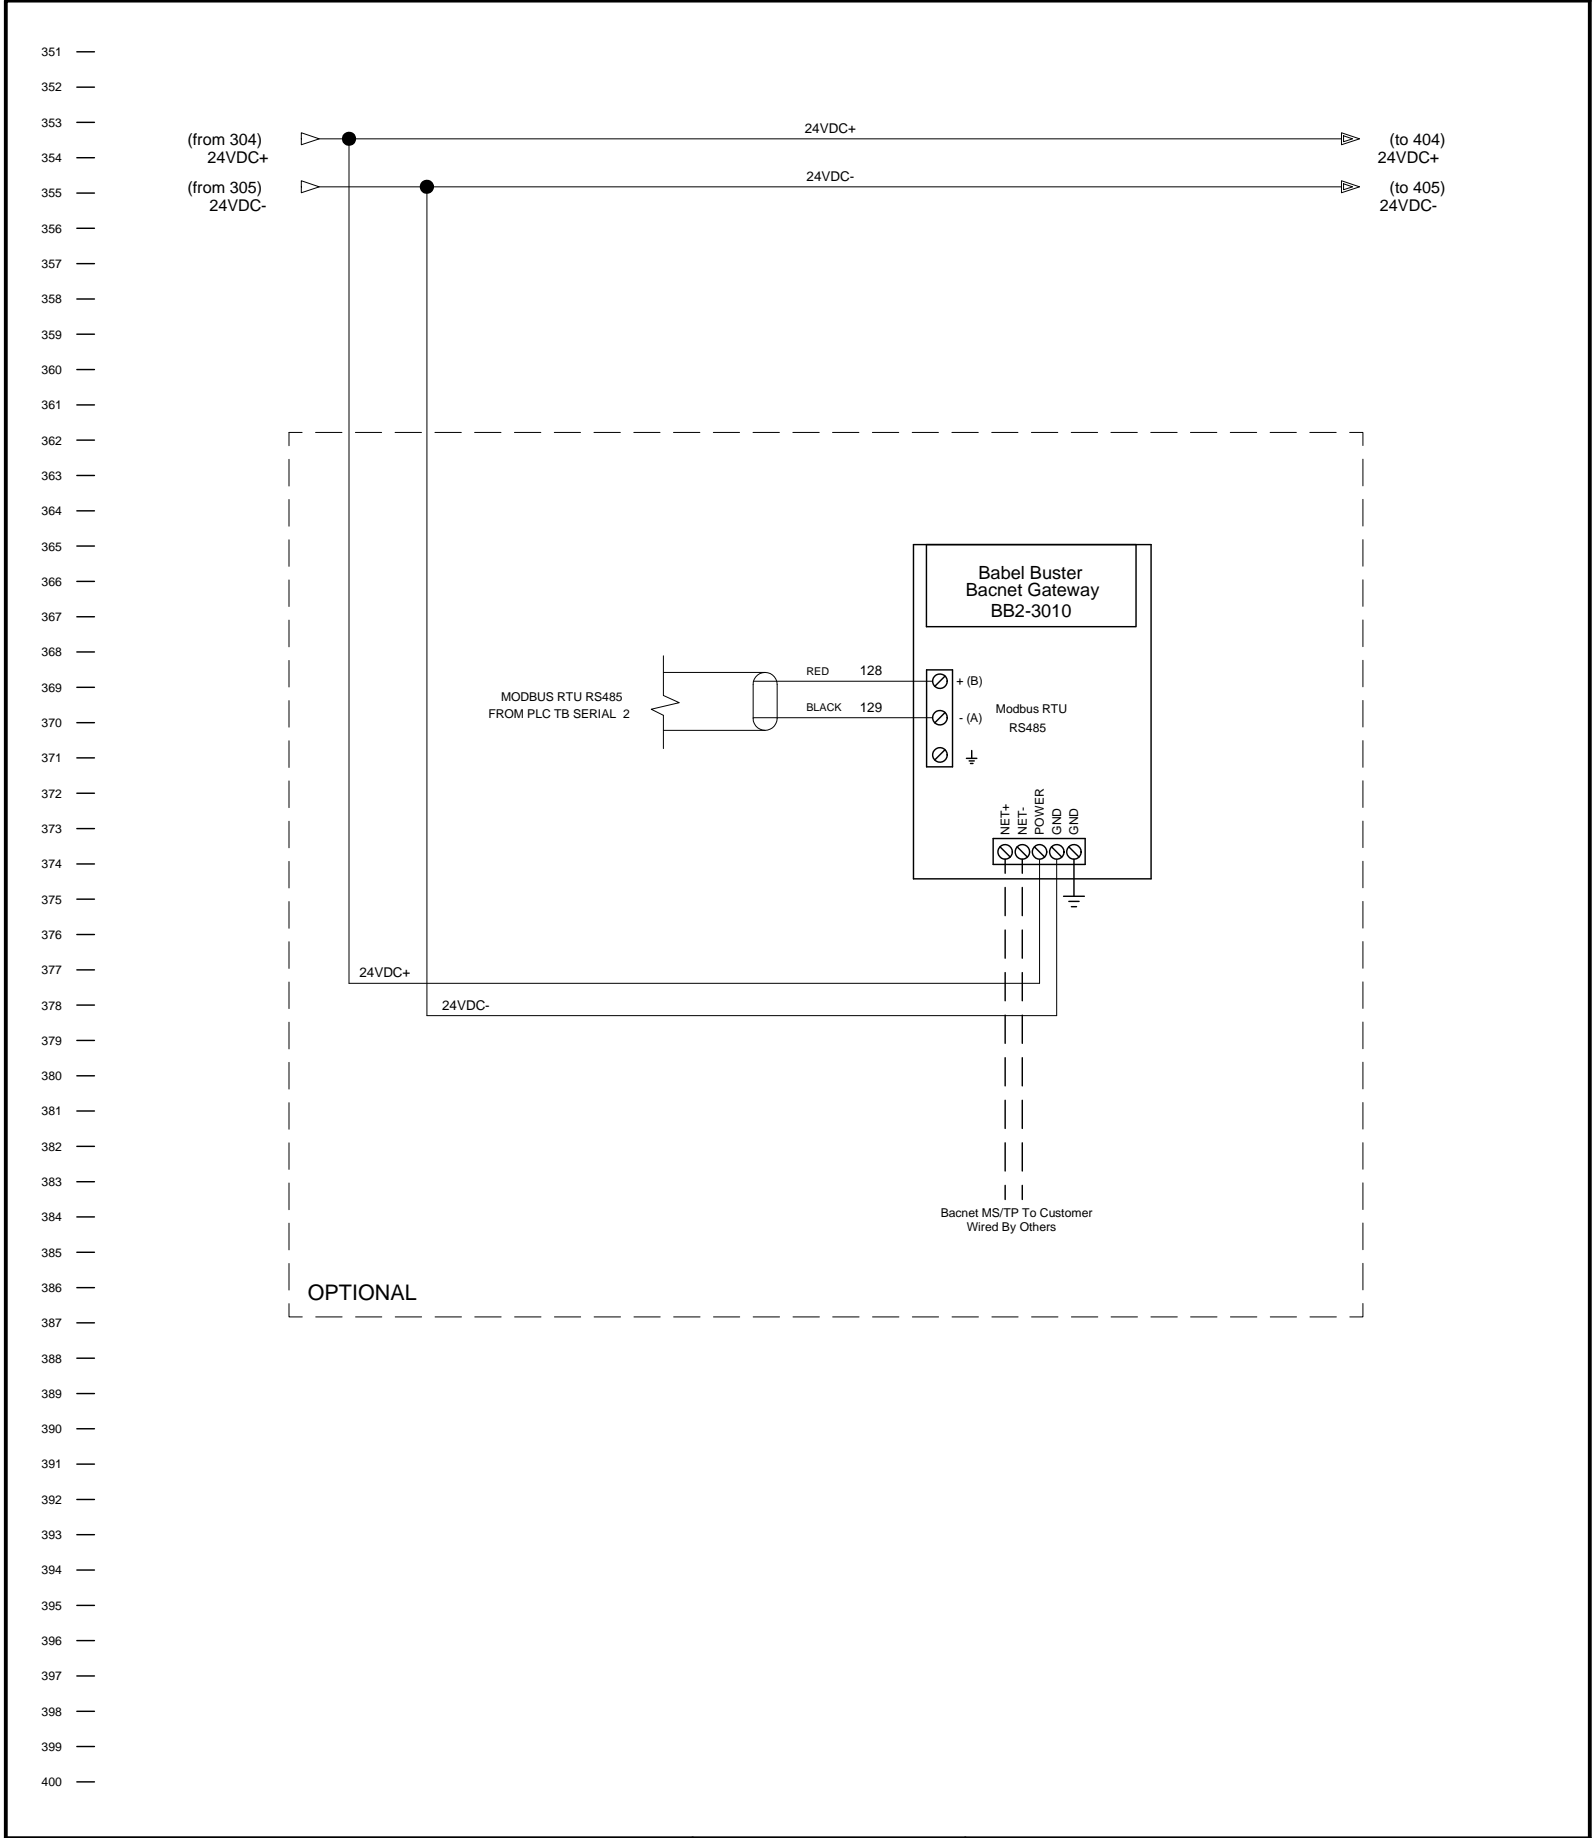 351
352
353
(from 304)
24VDC+
24VDC+
(to 404)
24VDC+
354
(from 305)
24VDC-
24VDC-
(to 405)
24VDC-
355
356
357
358
359
360
361
362
363
364
365
366
367
368
369
370
371
372
373
374
375
376
377
378
379
380
381
382
383
384
385
386
387
388
389
390
391
392
393
394
395
396
397
398
399
400
Babel Buster
Bacnet Gateway
BB2-3010
MODBUS RTU RS485
FROM PLC TB SERIAL 2
RED 128
BLACK 129
+ (B)
- (A)
Modbus RTU
RS485
NET+
NET-
POWER
GND
GND
24VDC+
24VDC-
Bacnet MS/TP To Customer
Wired By Others
OPTIONAL